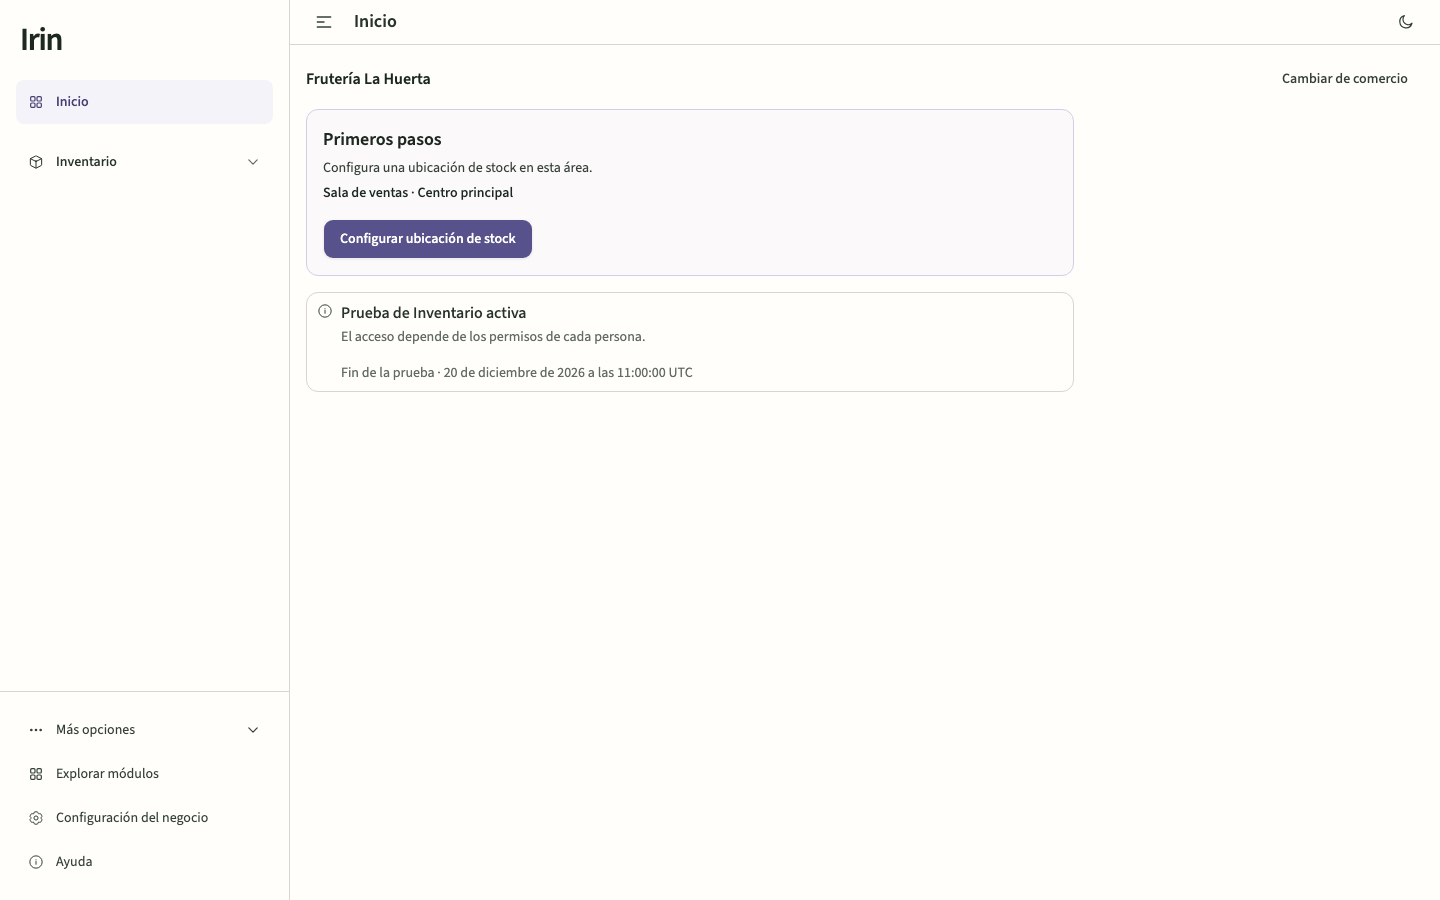 Irin
Inicio
Inventario
Más opciones
Explorar módulos
Configuración del negocio
Ayuda
Inicio
Frutería La Huerta
Cambiar de comercio
Primeros pasos
Configura una ubicación de stock en esta área.
Sala de ventas · Centro principal
Configurar ubicación de stock
Prueba de Inventario activa
El acceso depende de los permisos de cada persona.
Fin de la prueba · 20 de diciembre de 2026 a las 11:00:00 UTC